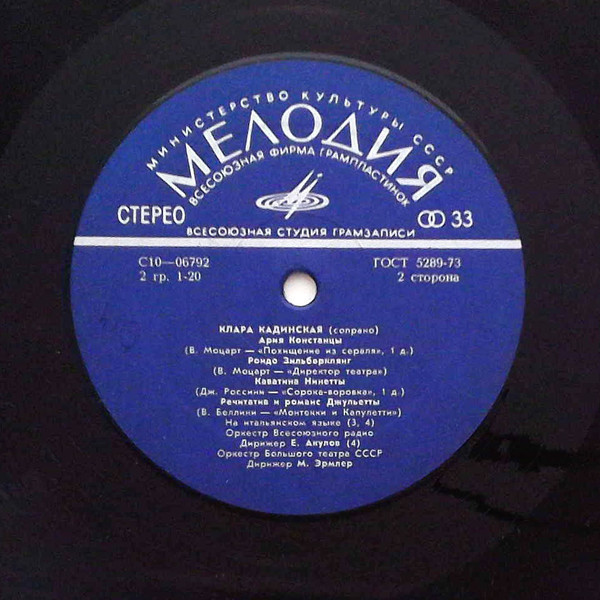 МИНИСТЕРСТВО КУЛЬТУРЫ СССР
МЕЛОДИЯ
ВСЕСОЮЗНАЯ ФИРМА ГРАМПЛАСТИНОК
СТЕРЕО
33
ВСЕСОЮЗНАЯ СТУДИЯ ГРАМЗАПИСИ
С10—06792
ГОСТ 5289-73
2 гр. 1-20
2 сторона
КЛАРА КАДИНСКАЯ (сопрано)
Ария Констанцы
(В. Моцарт — «Похищение из сераля», 1 д.)
Рондо Зильберклянг
(В. Моцарт — «Директор театра»)
Каватина Нинетты
(Дж. Россини — «Сорока-воровка», 1 д.)
Речитатив и романс Джульетты
(В. Беллини — «Монтекки и Капулетти»)
На итальянском языке (3, 4)
Оркестр Всесоюзного радио
Дирижер Е. Акулов (4)
Оркестр Большого театра СССР
Дирижер М. Эрмлер